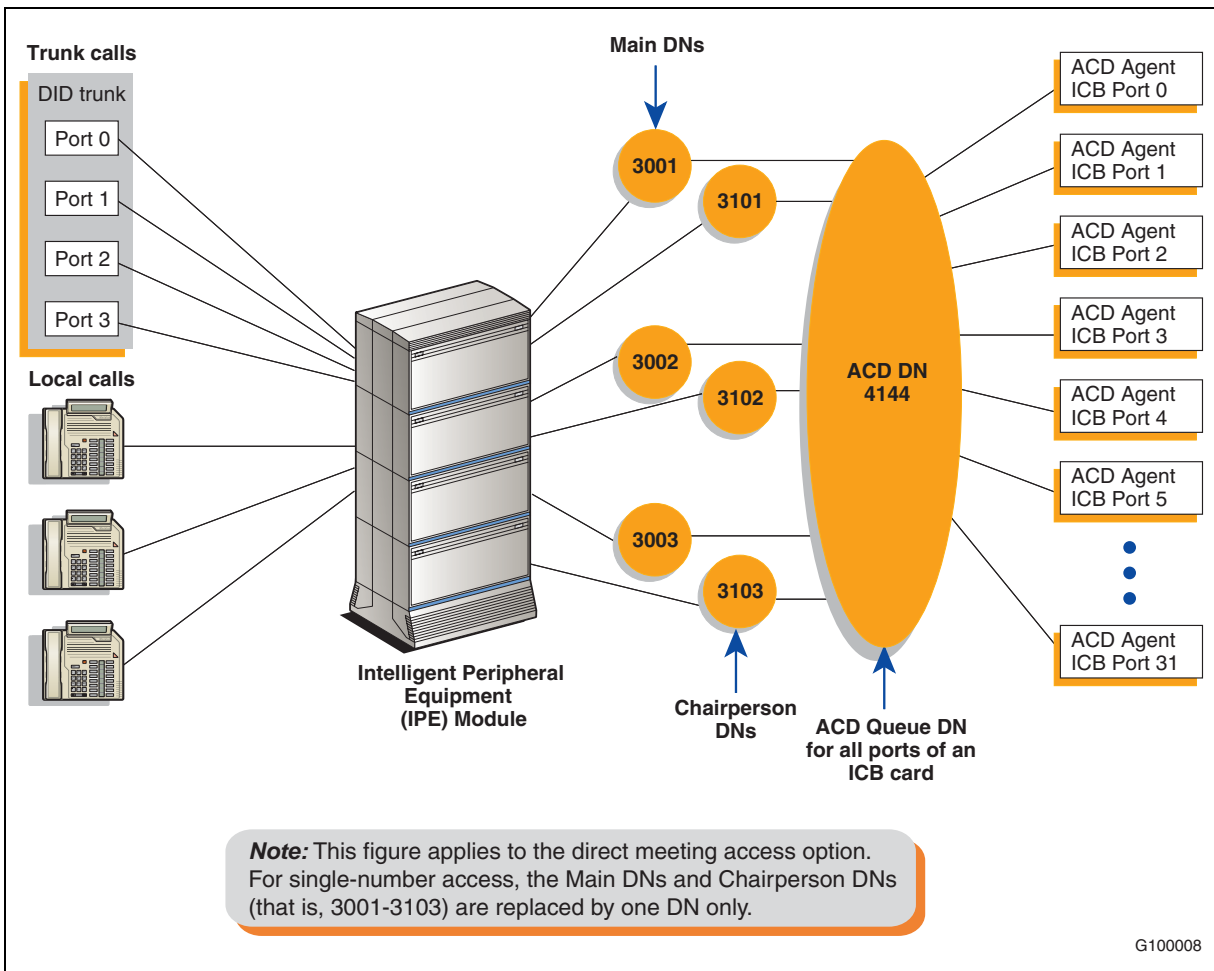 Trunk calls
DID trunk
Port 0
Port 1
Port 2
Port 3
Local calls
Intelligent Peripheral
Equipment
(IPE) Module
Main DNs
3001
3101
3002
3102
3003
3103
Chairperson
DNs
ACD DN
4144
ACD Queue DN
for all ports of an
ICB card
ACD Agent
ICB Port 0
ACD Agent
ICB Port 1
ACD Agent
ICB Port 2
ACD Agent
ICB Port 3
ACD Agent
ICB Port 4
ACD Agent
ICB Port 5
ACD Agent
ICB Port 31
Note: This figure applies to the direct meeting access option.
For single-number access, the Main DNs and Chairperson DNs
(that is, 3001-3103) are replaced by one DN only.
G100008